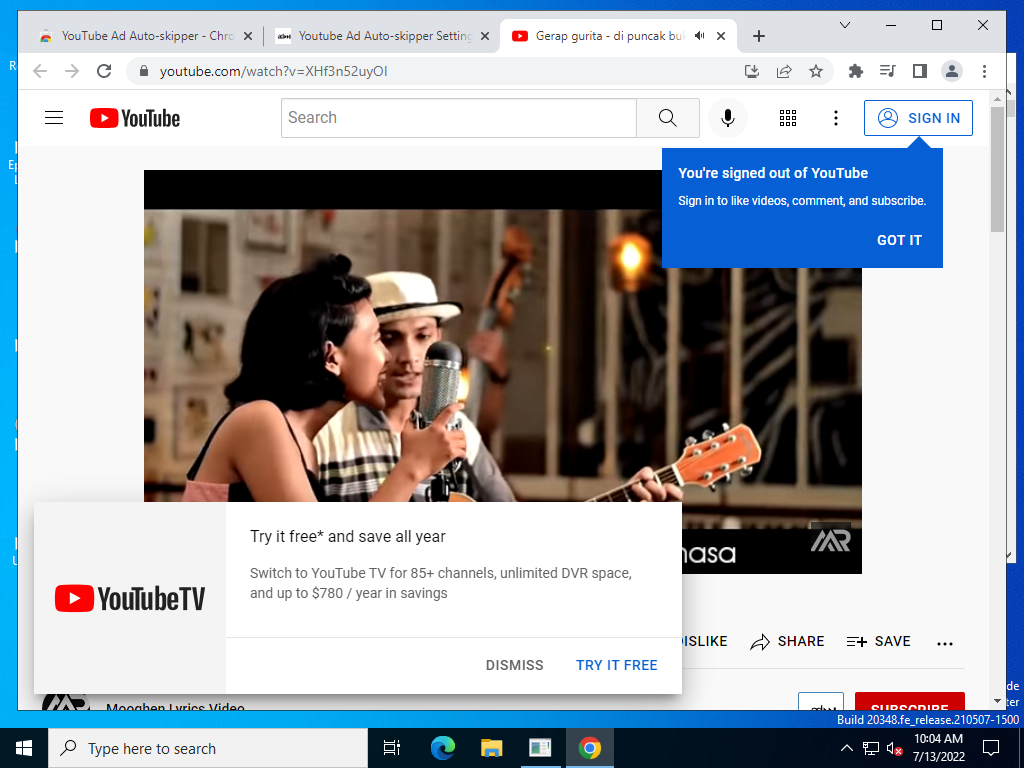 YouTube Ad Auto-skipper - Chro
Youtube Ad Auto-skipper Setting
Gerap gurita - di puncak buk
youtube.com/watch?v=XHf3n52uyOI
YouTube
Search
SIGN IN
You're signed out of YouTube
Sign in to like videos, comment, and subscribe.
GOT IT
masa
MR
Try it free* and save all year
Switch to YouTube TV for 85+ channels, unlimited DVR space,
and up to $780 / year in savings
YouTubeTV
DISMISS
TRY IT FREE
DISLIKE
SHARE
SAVE
Mooghen Lyrics Video
SUBSCRIBE
Build 20348.fe_release.210507-1500
Type here to search
10:04 AM
7/13/2022